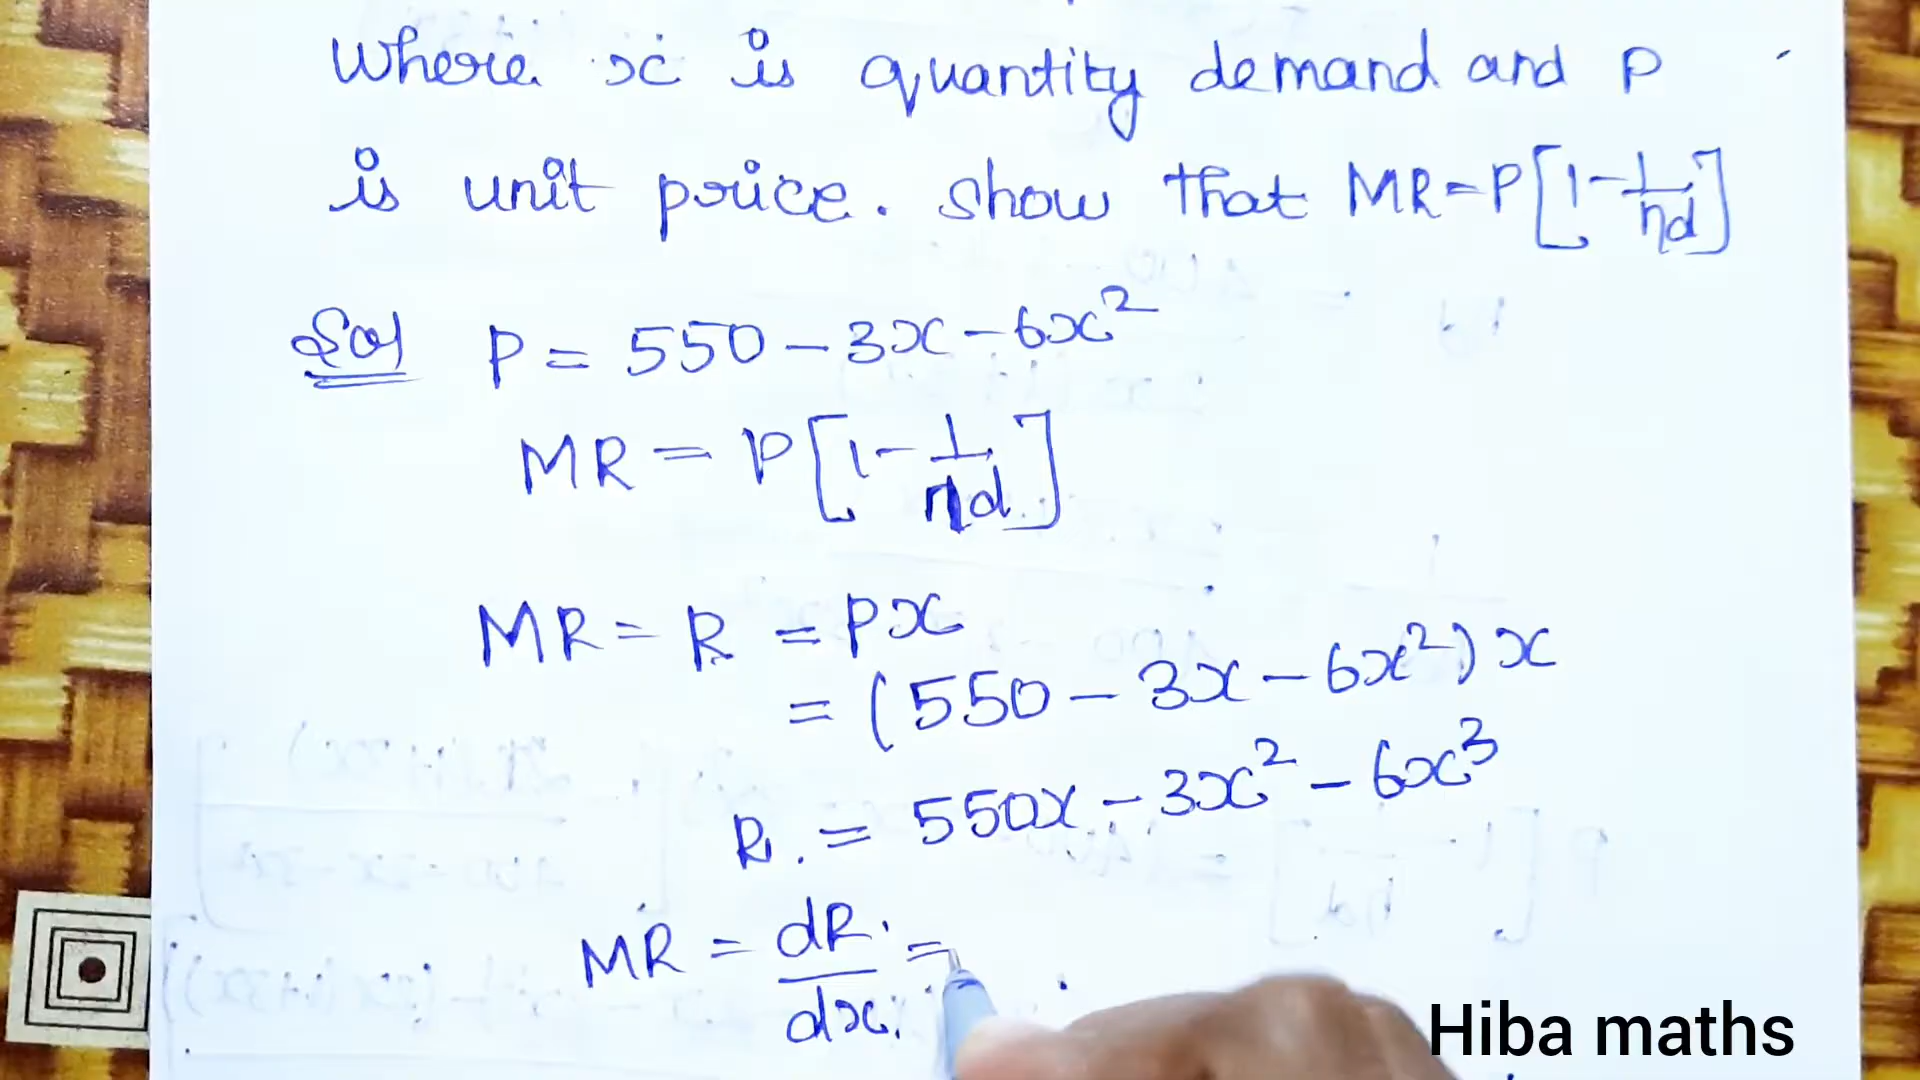 Where x is quantity demand and P
is unit price. Show that MR=P[1-1/ηd]
Sol P = 550 - 3x - 6x²
MR = P[1-1/ηd]
MR = R = Px
= (550 - 3x - 6x²) x
R. = 550x - 3x² - 6x³
MR = dR/dx =
Hiba maths